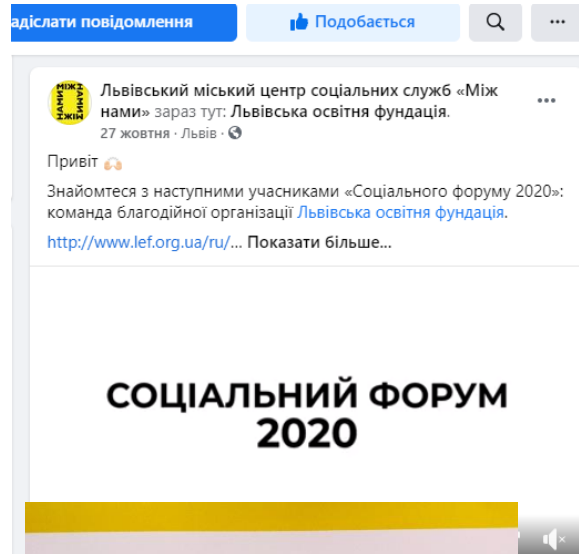 адіслати повідомлення
Подобається
Львівський міський центр соціальних служб «Між
нами» зараз тут: Львівська освітня фундація.
27 жовтня · Львів ·
Привіт
Знайомтеся з наступними учасниками «Соціального форуму 2020»:
команда благодійної організації Львівська освітня фундація.
http://www.lef.org.ua/ru/... Показати більше...
СОЦІАЛЬНИЙ ФОРУМ
2020